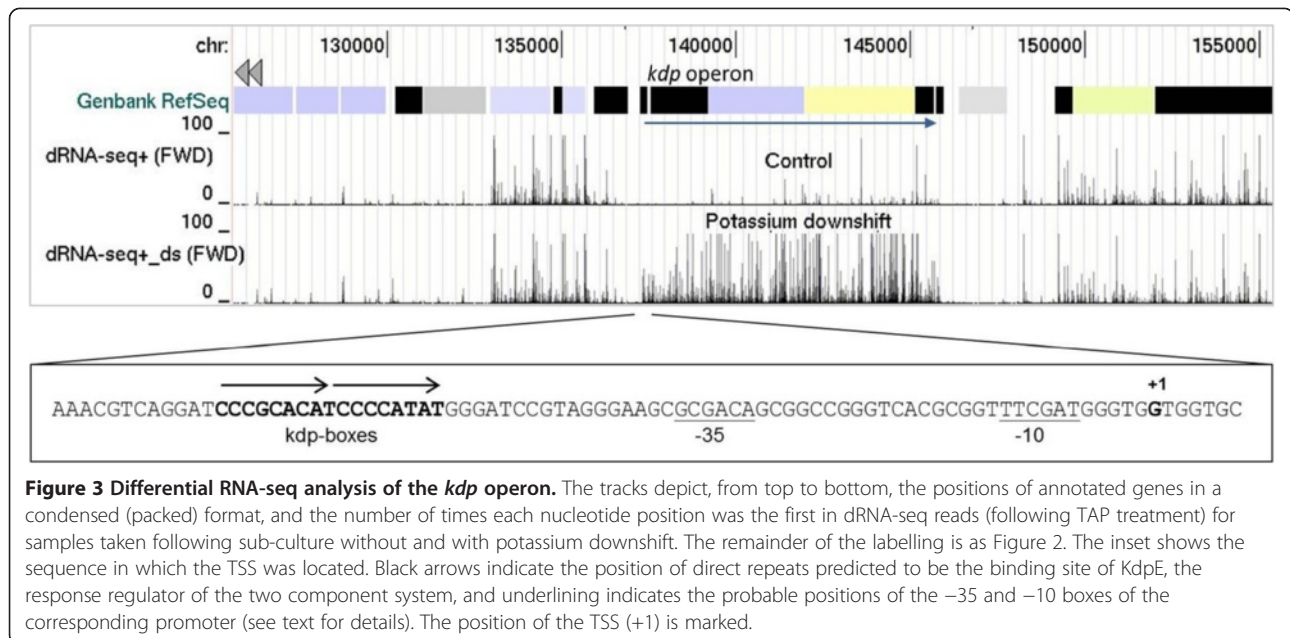 chr: 130000 135000 140000 145000 150000 155000
kdp operon
Genbank RefSeq
100
dRNA-seq+ (FWD)
Control
0
100
Potassium downshift
dRNA-seq+_ds (FWD)
0
+1
AAACGTCAGGATCCCGCACATCCCCATATGGGATCCGTAGGGAAGCGCGACAGCGGCCGGGTCACGCGGTTTCGATGGGTGGTGGTGC
kdp-boxes -35 -10
Figure 3 Differential RNA-seq analysis of the kdp operon. The tracks depict, from top to bottom, the positions of annotated genes in a
condensed (packed) format, and the number of times each nucleotide position was the first in dRNA-seq reads (following TAP treatment) for
samples taken following sub-culture without and with potassium downshift. The remainder of the labelling is as Figure 2. The inset shows the
sequence in which the TSS was located. Black arrows indicate the position of direct repeats predicted to be the binding site of KdpE, the
response regulator of the two component system, and underlining indicates the probable positions of the −35 and −10 boxes of the
corresponding promoter (see text for details). The position of the TSS (+1) is marked.